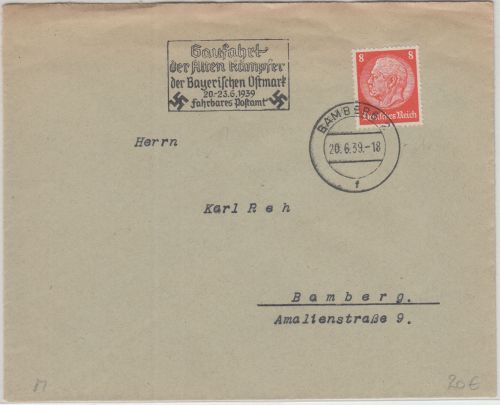 Gaufahrt
der Alten Kämpfer
der Bayerischen Ostmark
20.-23.6.1939
Fahrbares Postamt
8 8
Deutsches Reich
BAMBERG
20.6.39.-18
f
Herrn
Karl Reh
Bamberg.
Amalienstraße 9.
20€